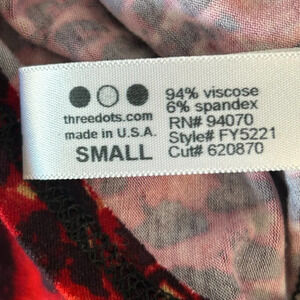 threedots.com
made in U.S.A.
SMALL
94% viscose
6% spandex
RN# 94070
Style# FY5221
Cut# 620870